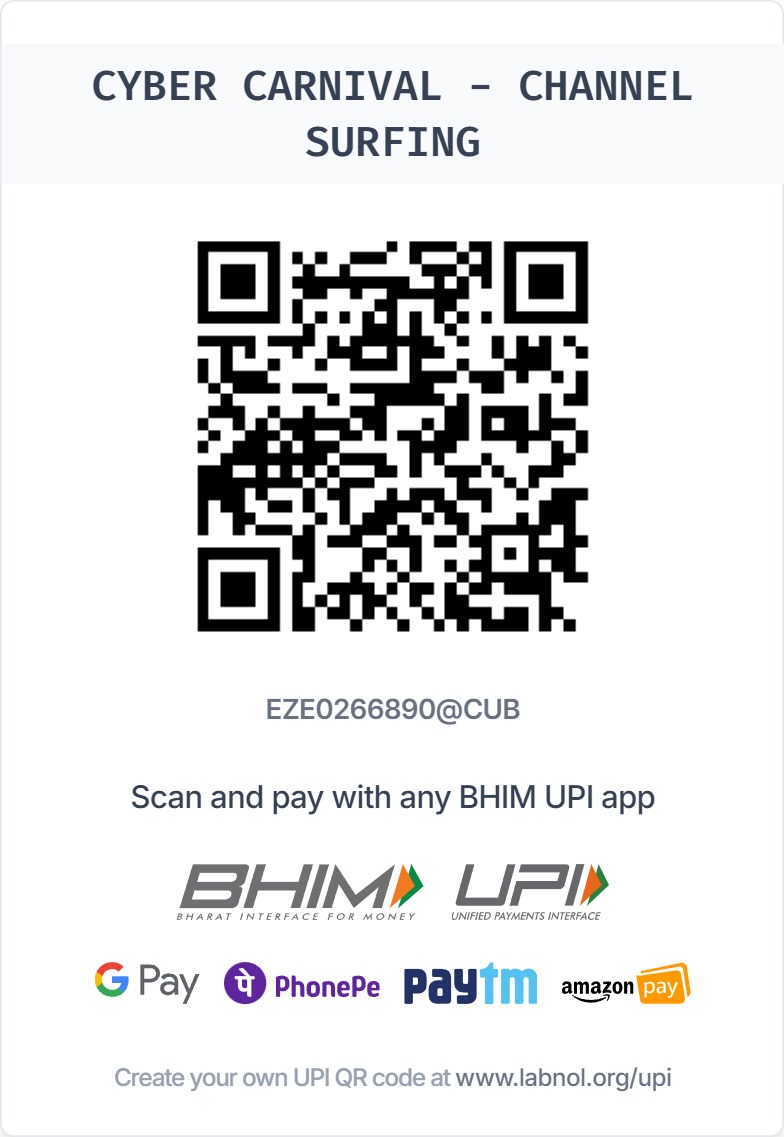 CYBER CARNIVAL - CHANNEL
SURFING
EZE0266890@CUB
Scan and pay with any BHIM UPI app
BHIM UPI
BHARAT INTERFACE FOR MONEY UNIFIED PAYMENTS INTERFACE
G Pay पे PhonePe paytm amazon pay
Create your own UPI QR code at www.labnol.org/upi